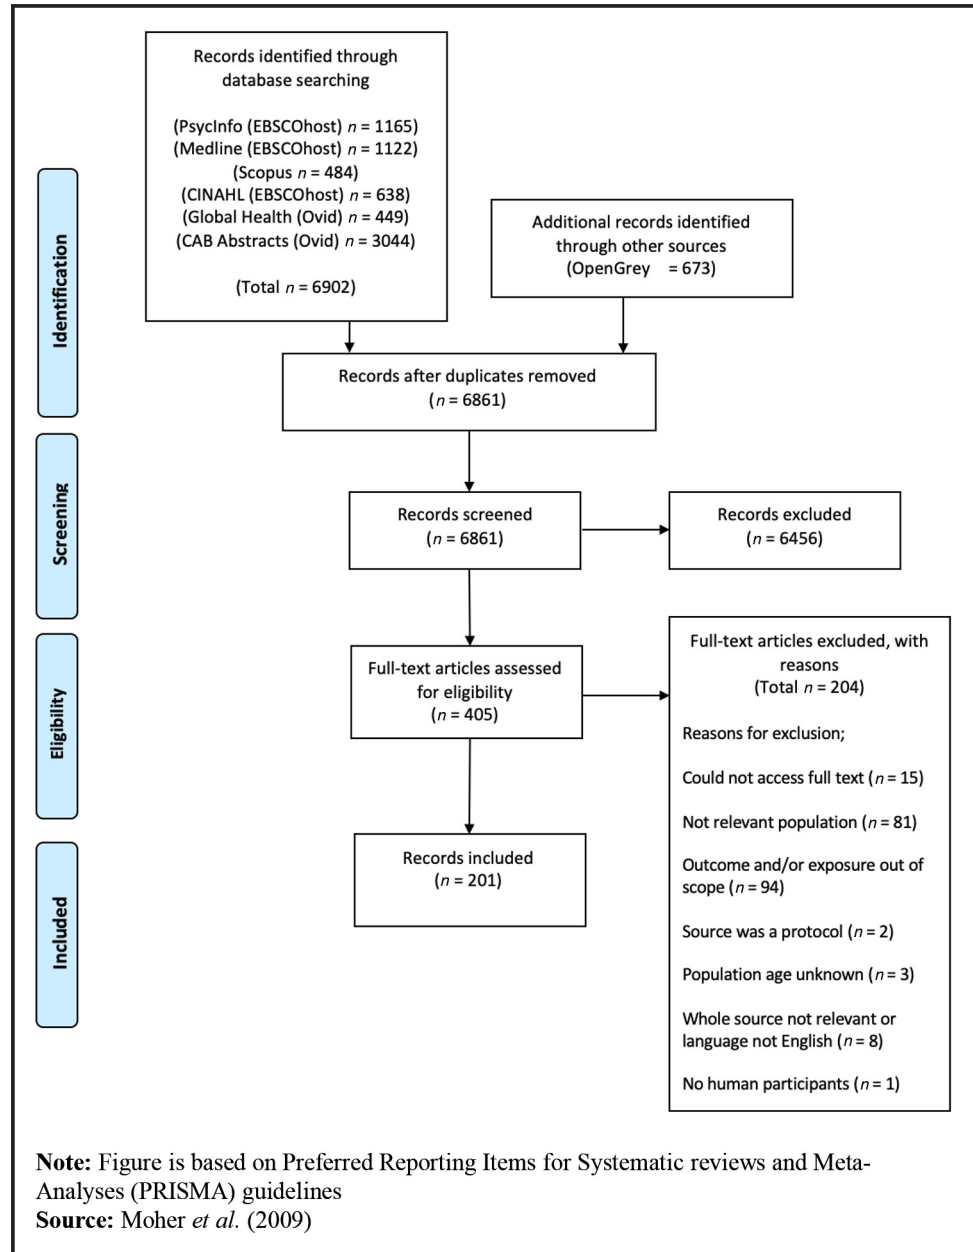 Records identified through
database searching
(PsycInfo (EBSCOhost) n = 1165)
(Medline (EBSCOhost) n = 1122)
(Scopus n = 484)
(CINAHL (EBSCOhost) n = 638)
(Global Health (Ovid) n = 449)
(CAB Abstracts (Ovid) n = 3044)
(Total n = 6902)
Additional records identified
through other sources
(OpenGrey = 673)
Identification
Records after duplicates removed
(n = 6861)
Screening
Records screened
(n = 6861)
Records excluded
(n = 6456)
Eligibility
Full-text articles assessed
for eligibility
(n = 405)
Full-text articles excluded, with
reasons
(Total n = 204)
Reasons for exclusion;
Could not access full text (n = 15)
Not relevant population (n = 81)
Outcome and/or exposure out of
scope (n = 94)
Source was a protocol (n = 2)
Population age unknown (n = 3)
Whole source not relevant or
language not English (n = 8)
No human participants (n = 1)
Included
Records included
(n = 201)
Note: Figure is based on Preferred Reporting Items for Systematic reviews and Meta-
Analyses (PRISMA) guidelines
Source: Moher et al. (2009)